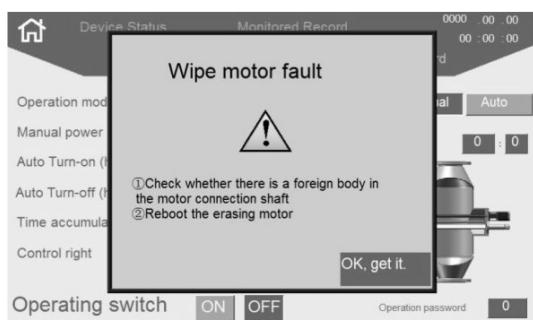 Device Status Monitored Record 0000 . 00 . 00
00 : 00 : 00
Wipe motor fault
Operation mod Auto
Manual power 0 : 0
①Check whether there is a foreign body in
the motor connection shaft
②Reboot the erasing motor
Auto Turn-on (
Auto Turn-off (
Time accumula
Control right
OK, get it.
Operating switch ON OFF Operation password 0